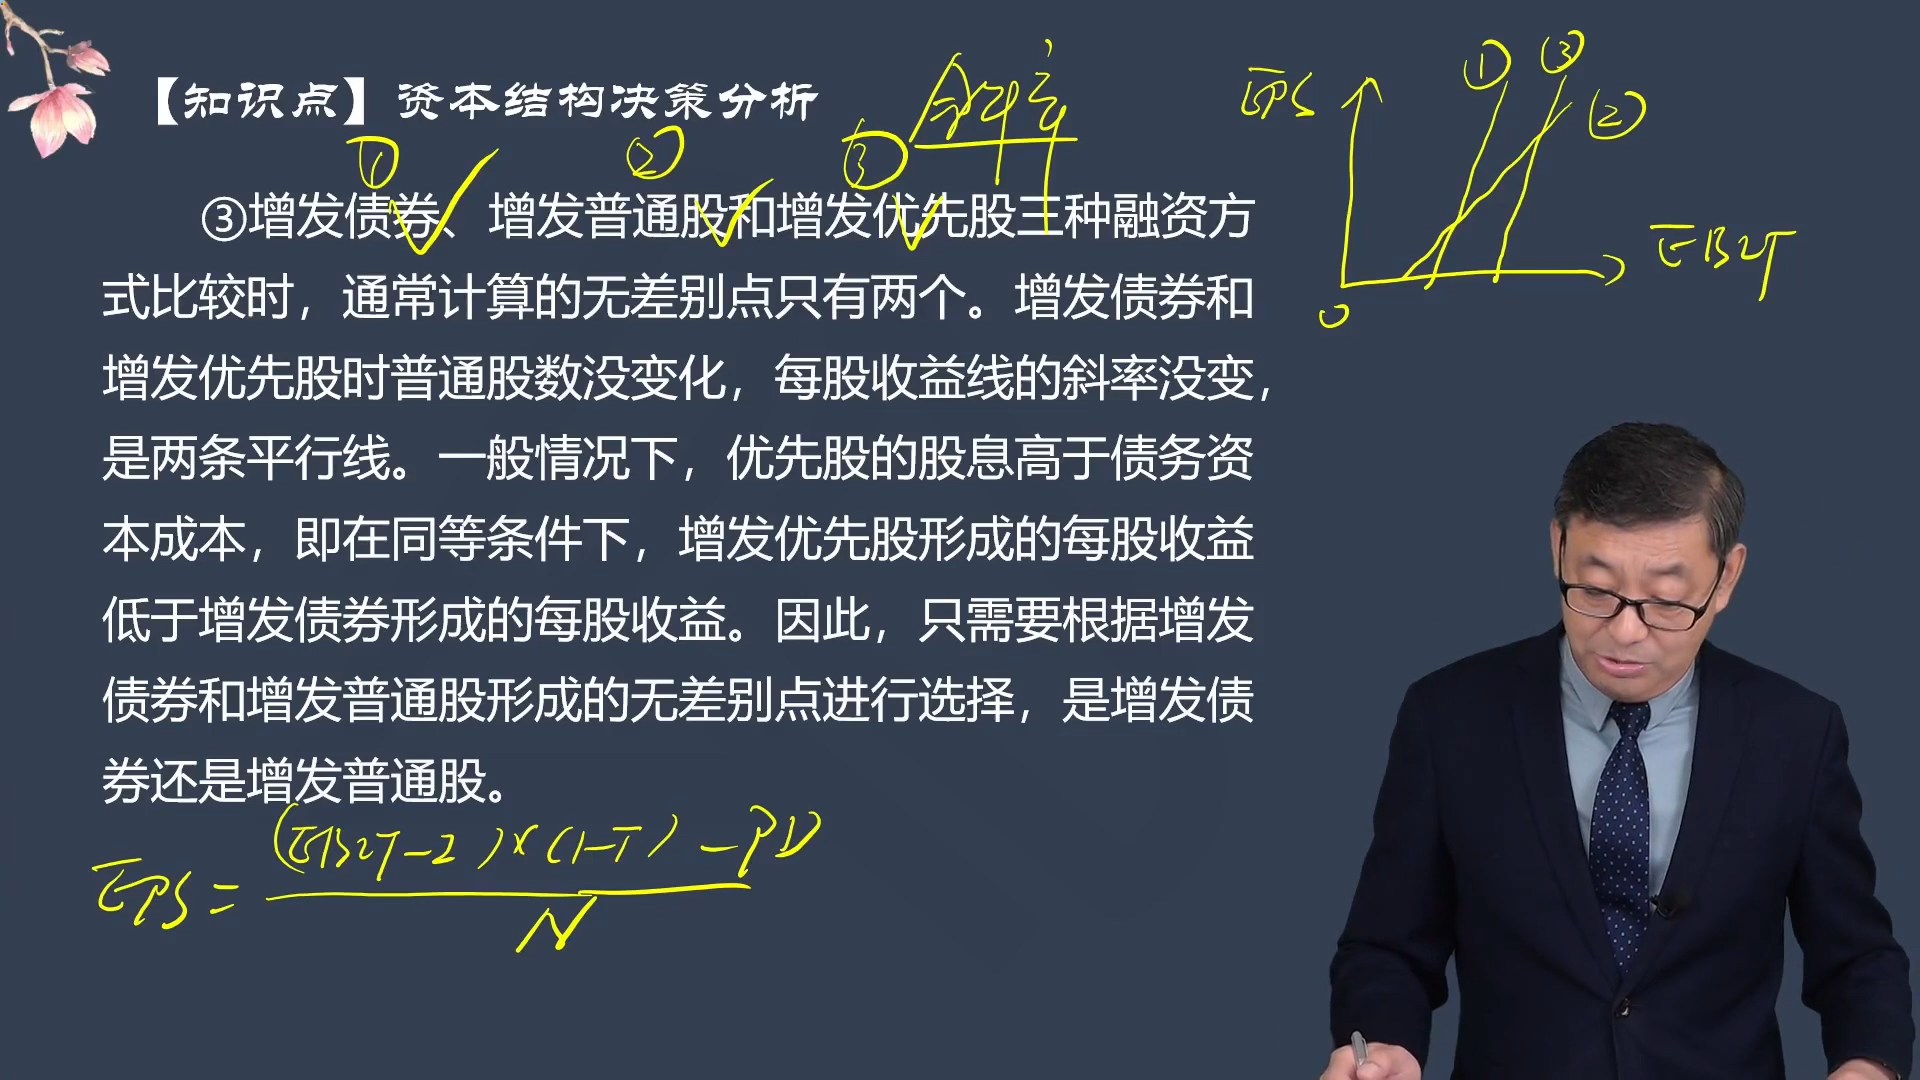 【知识点】资本结构决策分析
斜率
① ② ③
③增发债券、增发普通股和增发优先股三种融资方
式比较时，通常计算的无差别点只有两个。增发债券和
增发优先股时普通股数没变化，每股收益线的斜率没变，
是两条平行线。一般情况下，优先股的股息高于债务资
本成本，即在同等条件下，增发优先股形成的每股收益
低于增发债券形成的每股收益。因此，只需要根据增发
债券和增发普通股形成的无差别点进行选择，是增发债
券还是增发普通股。
EPS = (EBIT-I)×(1-T)-PD
N
EPS
① ③
②
EBIT
0